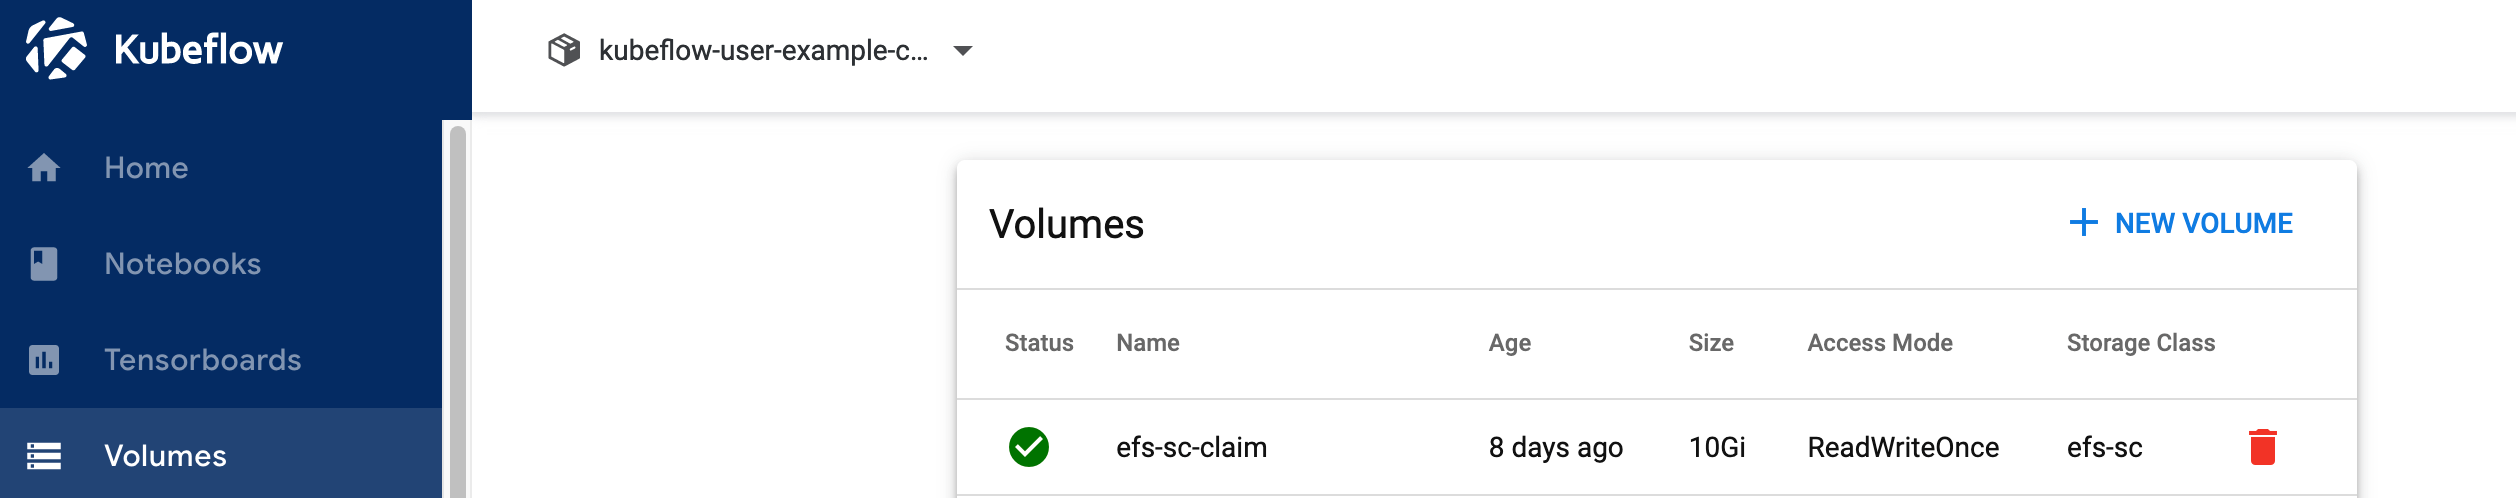 Kubeflow
kubeflow-user-example-c...
Home
Notebooks
Tensorboards
Volumes
Volumes
NEW VOLUME
Status Name Age Size Access Mode Storage Class
efs-sc-claim 8 days ago 10Gi ReadWriteOnce efs-sc